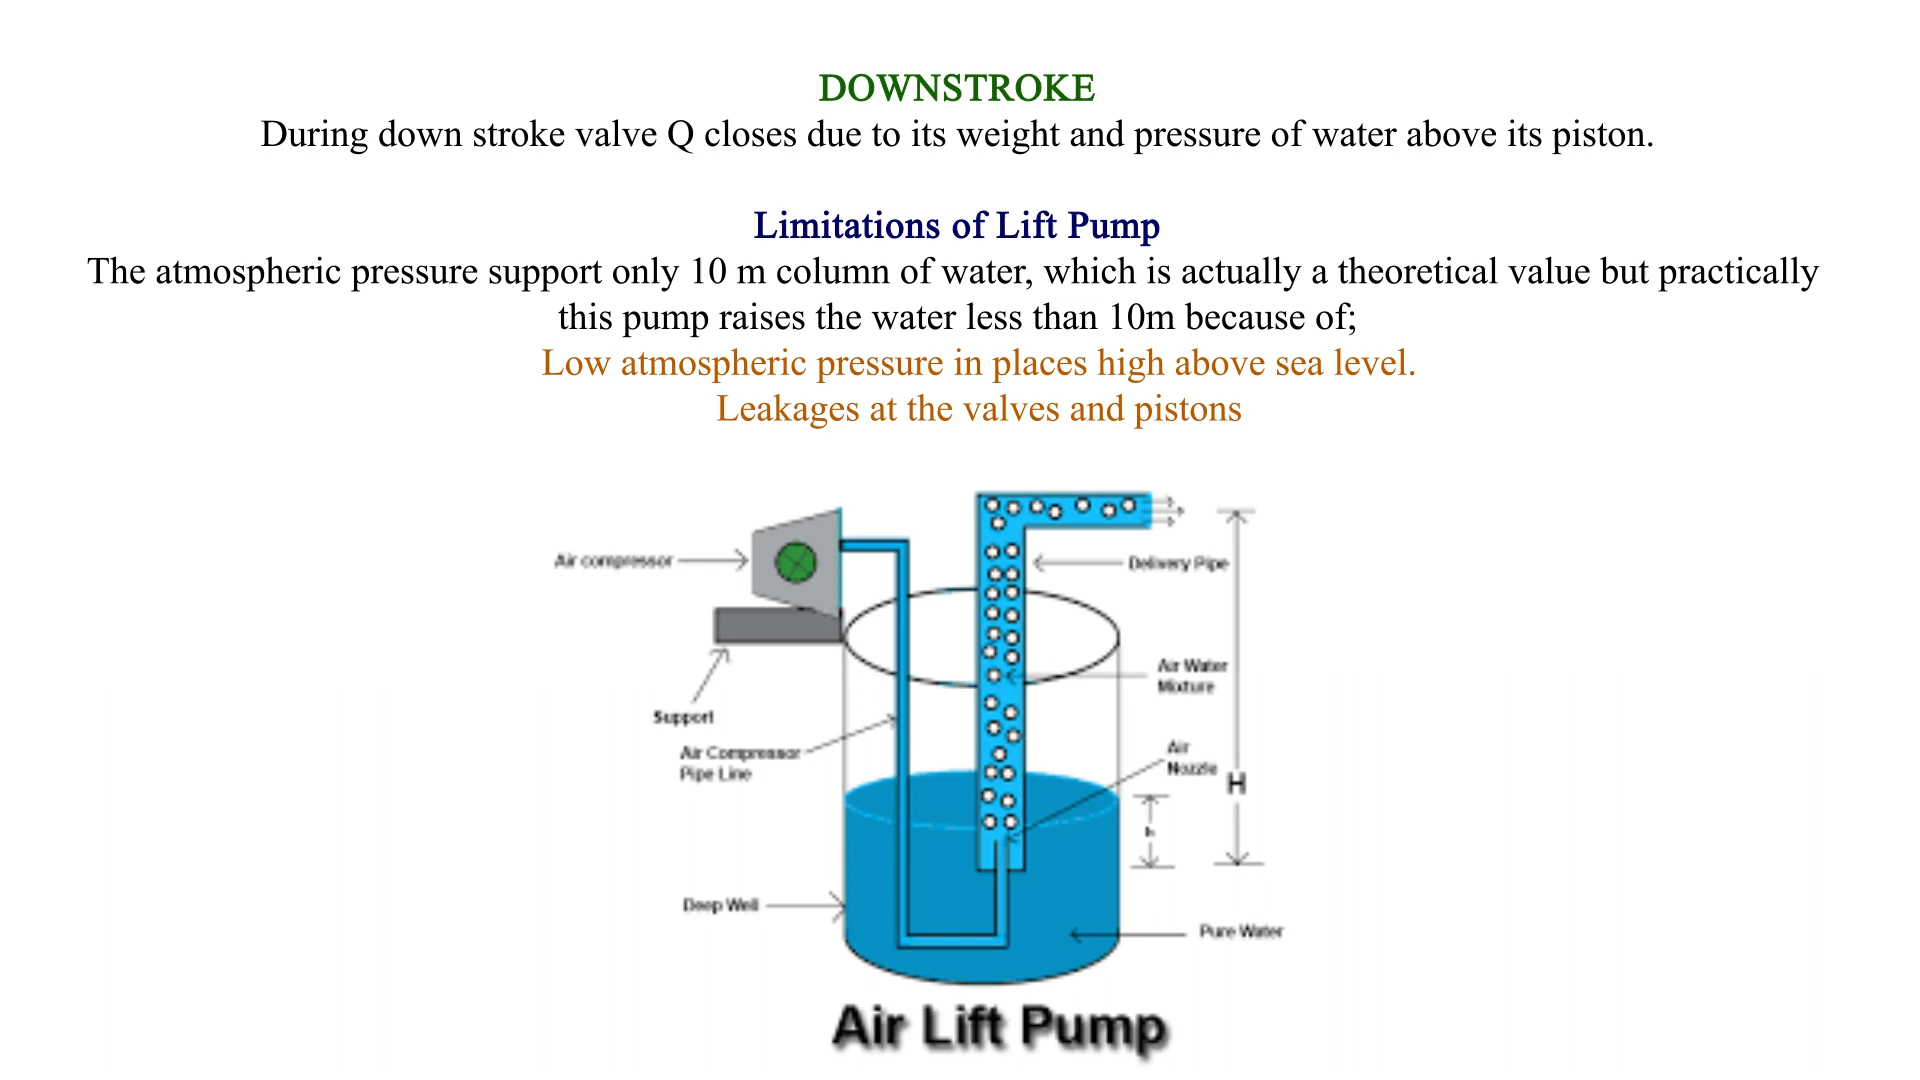 DOWNSTROKE
During down stroke valve Q closes due to its weight and pressure of water above its piston.
Limitations of Lift Pump
The atmospheric pressure support only 10 m column of water, which is actually a theoretical value but practically
this pump raises the water less than 10m because of;
Low atmospheric pressure in places high above sea level.
Leakages at the valves and pistons
Air compressor
Delivery Pipe
Air Water
Mixture
Support
Air Compressor
Pipe Line
Air
Nozzle
H
h
Deep Well
Pure Water
Air Lift Pump